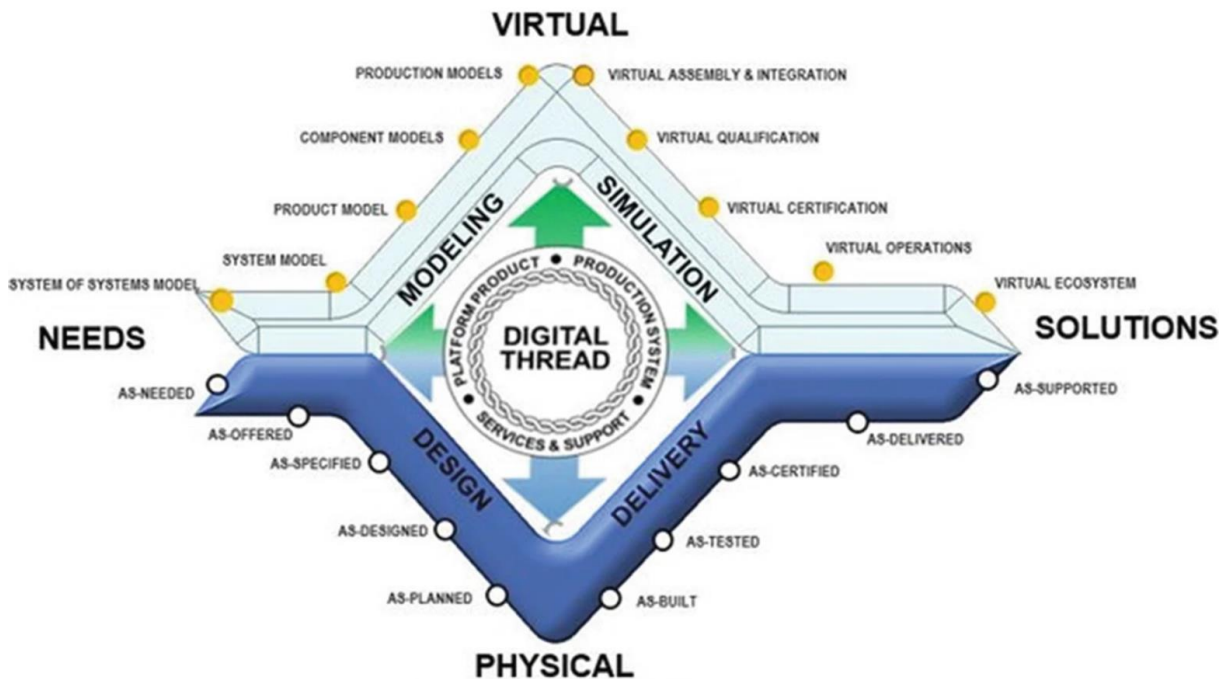 VIRTUAL
PRODUCTION MODELS
VIRTUAL ASSEMBLY & INTEGRATION
COMPONENT MODELS
VIRTUAL QUALIFICATION
PRODUCT MODEL
VIRTUAL CERTIFICATION
SYSTEM MODEL
VIRTUAL OPERATIONS
SYSTEM OF SYSTEMS MODEL
VIRTUAL ECOSYSTEM
MODELING
SIMULATION
NEEDS
SOLUTIONS
PLATFORM PRODUCT
PRODUCTION SYSTEM
SERVICES & SUPPORT
DIGITAL
THREAD
AS-NEEDED
AS-SUPPORTED
AS-OFFERED
AS-DELIVERED
AS-SPECIFIED
AS-CERTIFIED
DESIGN
DELIVERY
AS-DESIGNED
AS-TESTED
AS-PLANNED
AS-BUILT
PHYSICAL